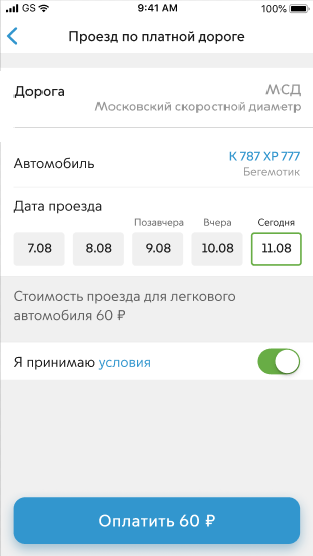 GS 9:41 AM 100%
Проезд по платной дороге
Дорога МСД
Московский скоростной диаметр
Автомобиль К 787 ХР 777
Бегемотик
Дата проезда
Позавчера Вчера Сегодня
7.08 8.08 9.08 10.08 11.08
Стоимость проезда для легкового
автомобиля 60 ₽
Я принимаю условия
Оплатить 60 ₽